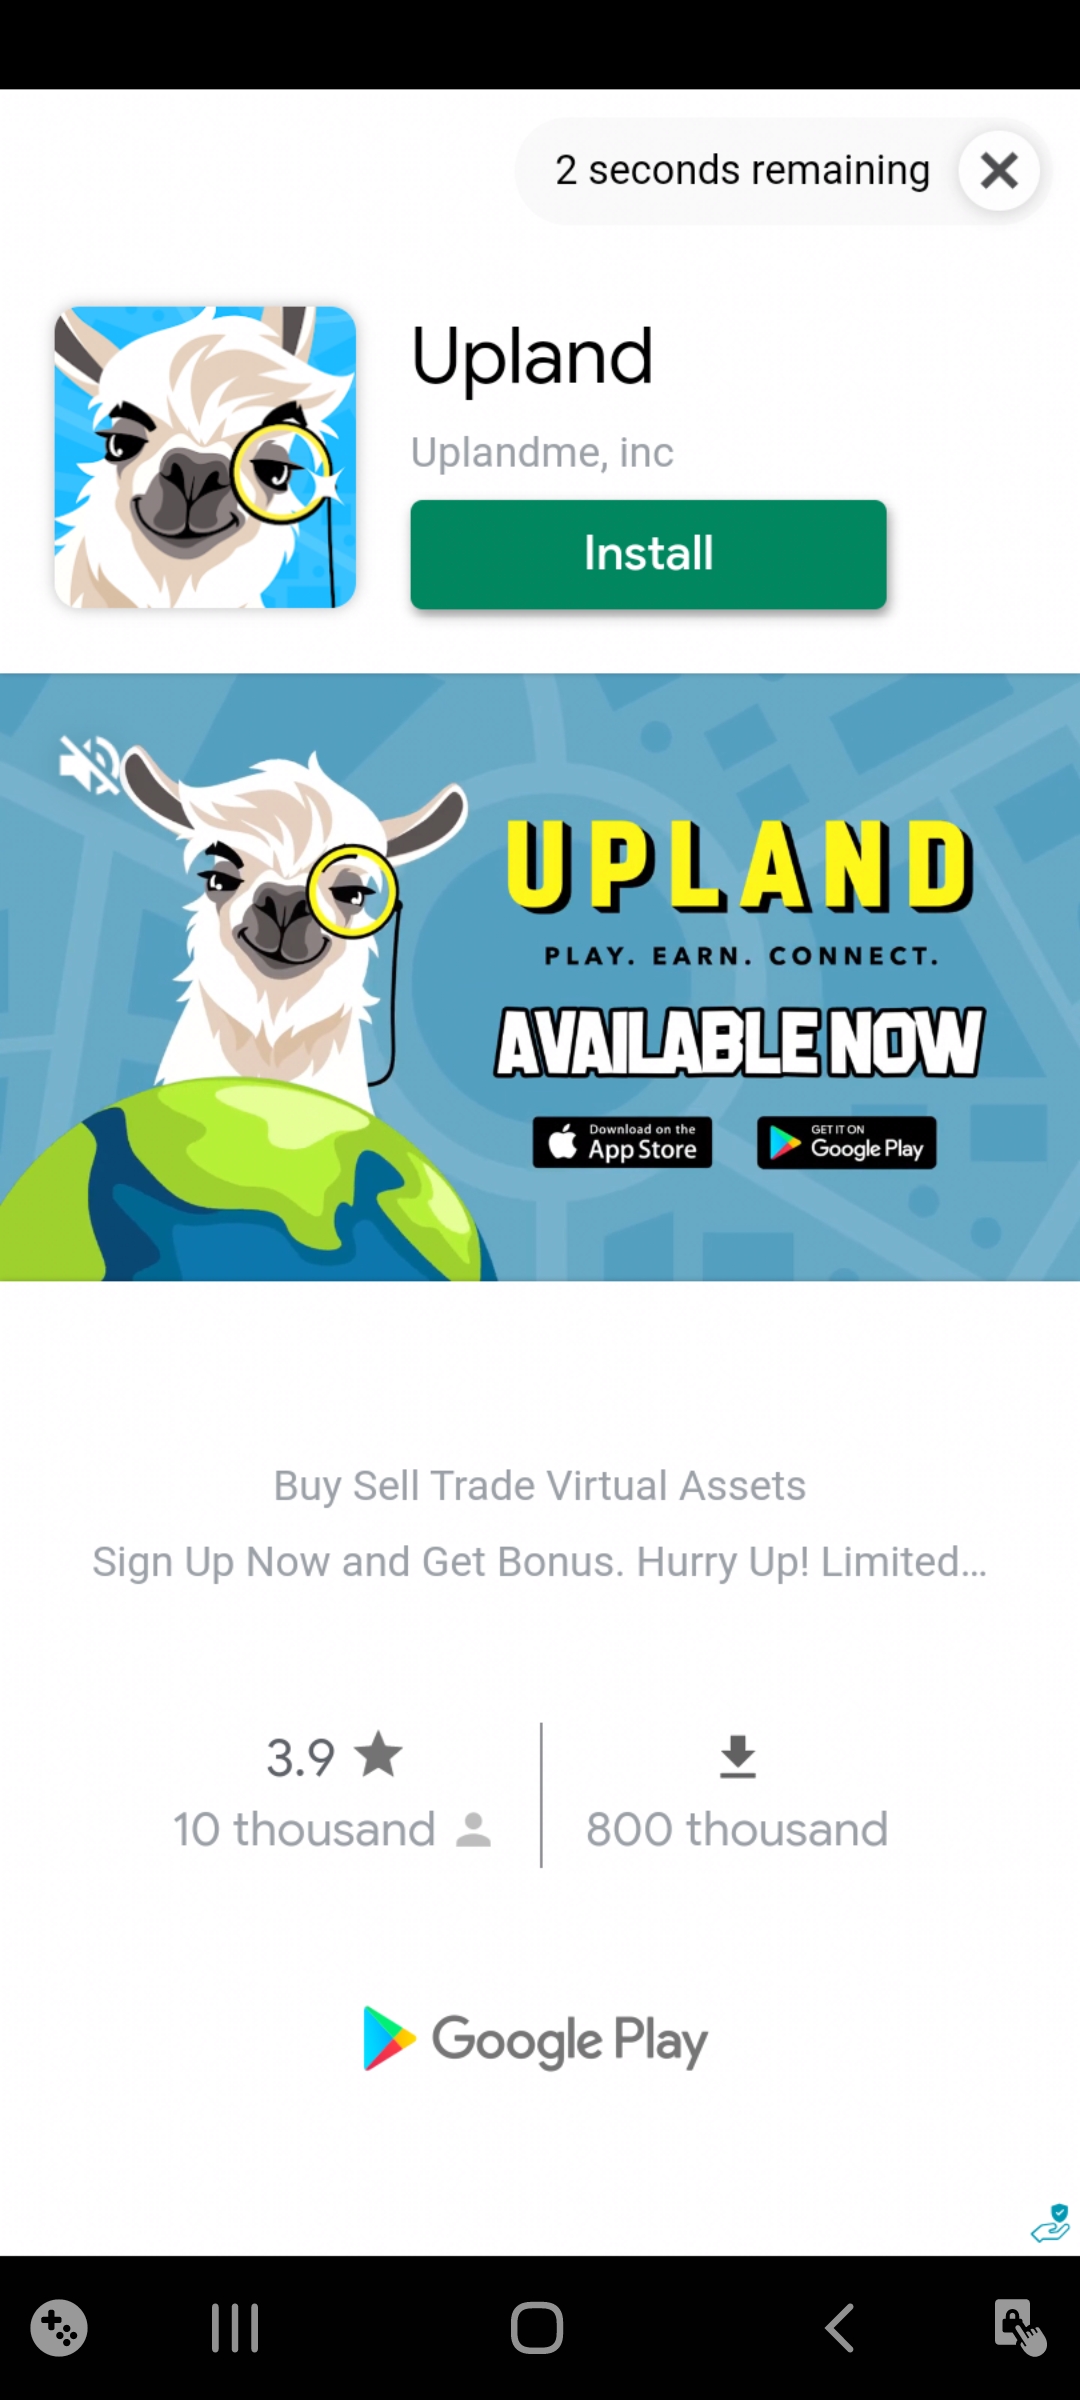 2 seconds remaining
Upland
Uplandme, inc
Install
UPLAND
PLAY. EARN. CONNECT.
AVAILABLE NOW
Download on the
App Store
GET IT ON
Google Play
Buy Sell Trade Virtual Assets
Sign Up Now and Get Bonus. Hurry Up! Limited...
3.9
10 thousand
800 thousand
Google Play